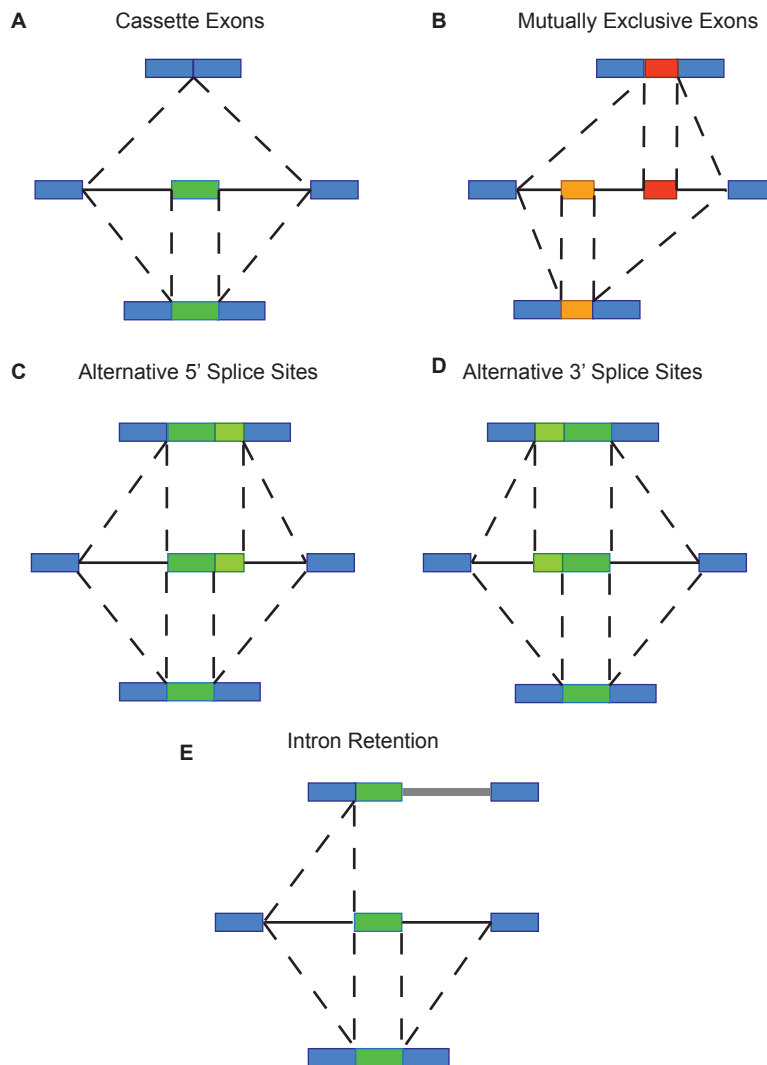 A Cassette Exons
B Mutually Exclusive Exons
C Alternative 5' Splice Sites
D Alternative 3' Splice Sites
E Intron Retention